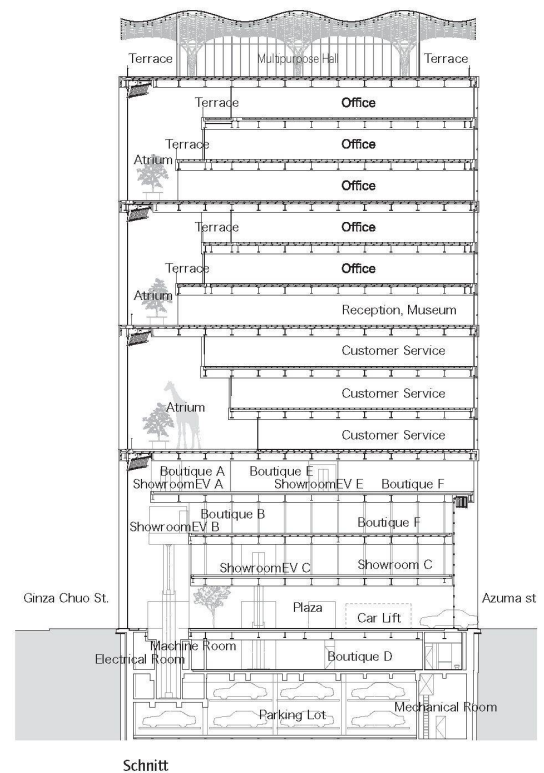 Terrace Multipurpose Hall Terrace
Terrace Office
Terrace Office
Atrium
Office
Terrace Office
Terrace Office
Atrium
Reception, Museum
Customer Service
Customer Service
Atrium
Customer Service
Boutique A Boutique E
ShowroomEV A ShowroomEV E Boutique F
Boutique B
ShowroomEV B Boutique F
ShowroomEV C Showroom C
Ginza Chuo St. Plaza Azuma st
Car Lift
Machine Room
Electrical Room Boutique D
Mechanical Room
Parking Lot
Schnitt